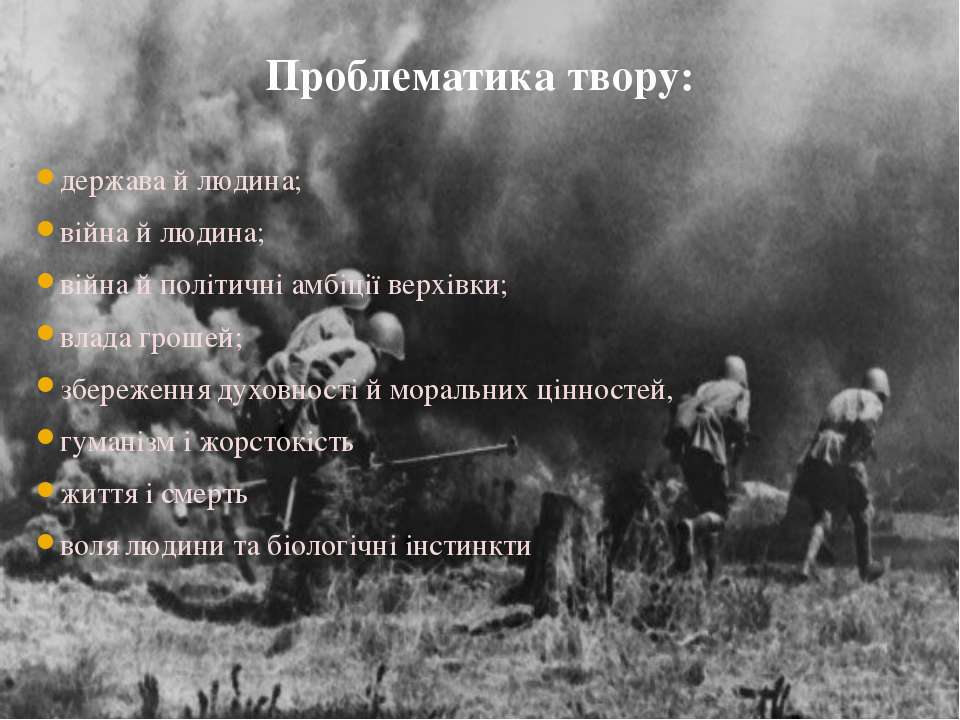 Проблематика твору:
держава й людина;
війна й людина;
війна й політичні амбіції верхівки;
влада грошей;
збереження духовності й моральних цінностей,
гуманізм і жорстокість
життя і смерть
воля людини та біологічні інстинкти